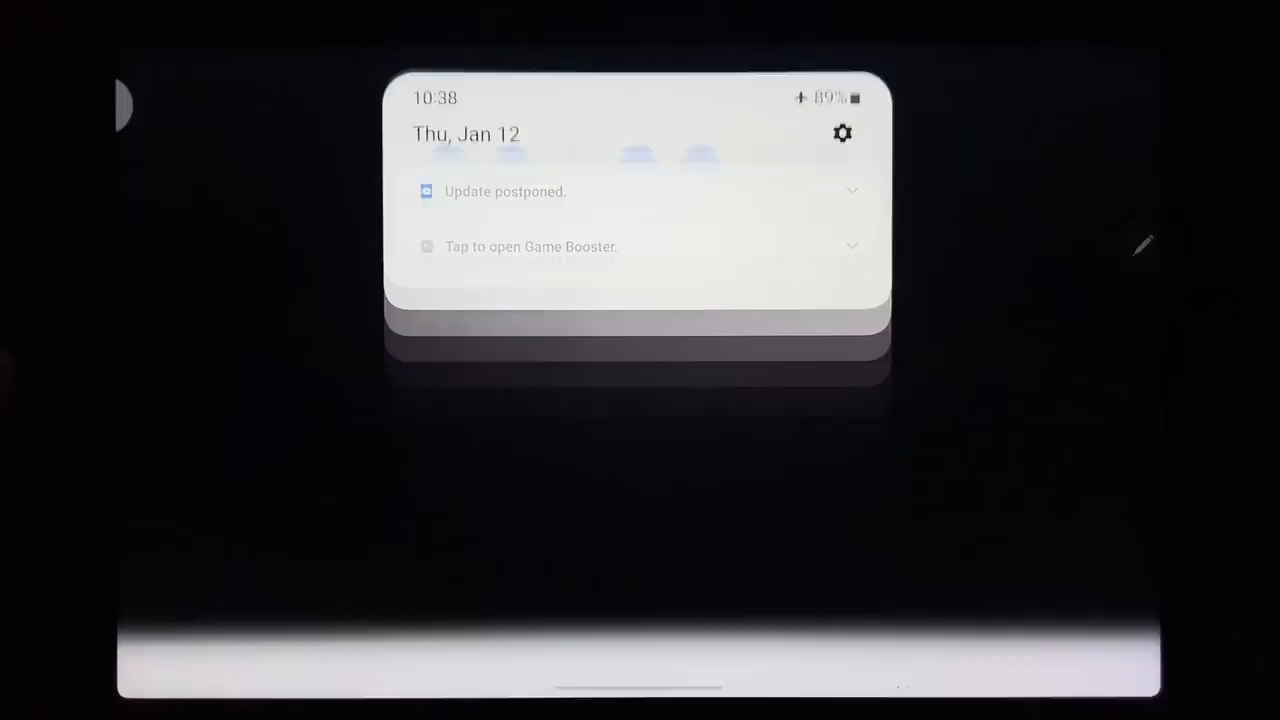 10:38
89%
Thu, Jan 12
Update postponed.
Tap to open Game Booster.